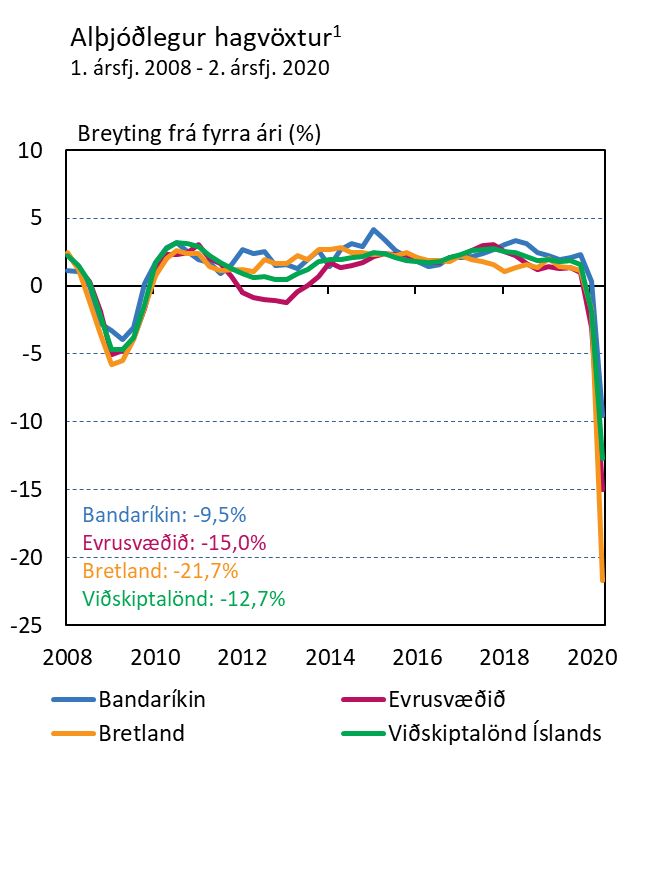 Alþjóðlegur hagvöxtur¹
1. ársfj. 2008 - 2. ársfj. 2020
Breyting frá fyrra ári (%)
10
5
0
-5
-10
-15
-20
-25
Bandaríkin: -9,5%
Evrusvæðið: -15,0%
Bretland: -21,7%
Viðskiptalönd: -12,7%
2008 2010 2012 2014 2016 2018 2020
Bandaríkin Evrusvæðið
Bretland Viðskiptalönd Íslands